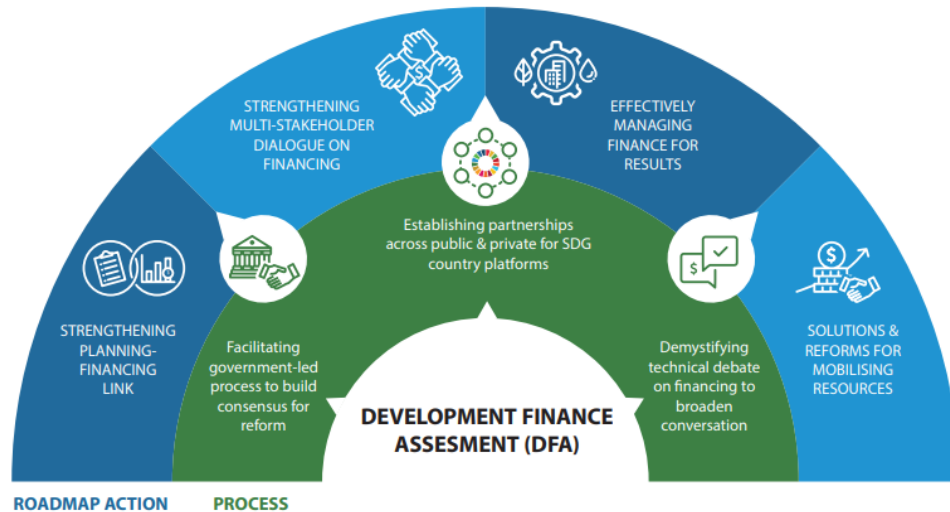 STRENGTHENING
MULTI-STAKEHOLDER
DIALOGUE ON
FINANCING
EFFECTIVELY
MANAGING
FINANCE FOR
RESULTS
STRENGTHENING
PLANNING-
FINANCING
LINK
SOLUTIONS &
REFORMS FOR
MOBILISING
RESOURCES
Establishing partnerships
across public & private for SDG
country platforms
Facilitating
government-led
process to build
consensus for
reform
Demystifying
technical debate
on financing to
broaden
conversation
$
$
$
DEVELOPMENT FINANCE
ASSESMENT (DFA)
ROADMAP ACTION
PROCESS